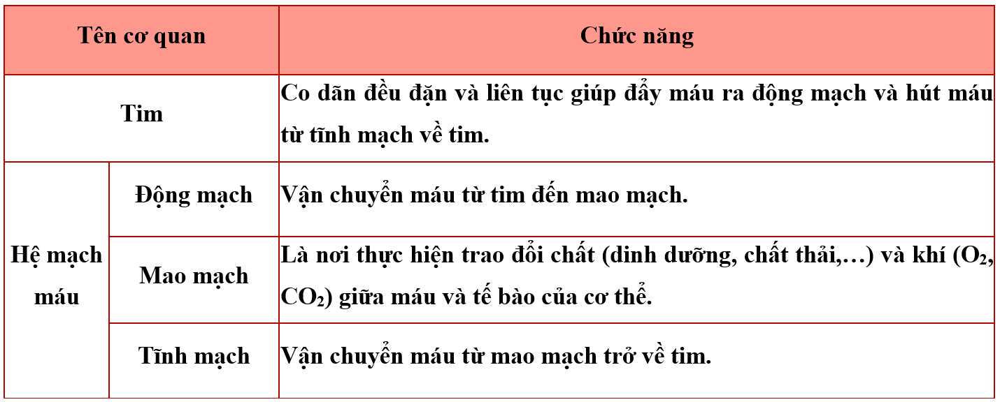 Tên cơ quan
Chức năng
Tim
Co dãn đều đặn và liên tục giúp đẩy máu ra động mạch và hút máu
từ tĩnh mạch về tim.
Hệ mạch
máu
Động mạch
Vận chuyển máu từ tim đến mao mạch.
Mao mạch
Là nơi thực hiện trao đổi chất (dinh dưỡng, chất thải,…) và khí (O₂,
CO₂) giữa máu và tế bào của cơ thể.
Tĩnh mạch
Vận chuyển máu từ mao mạch trở về tim.